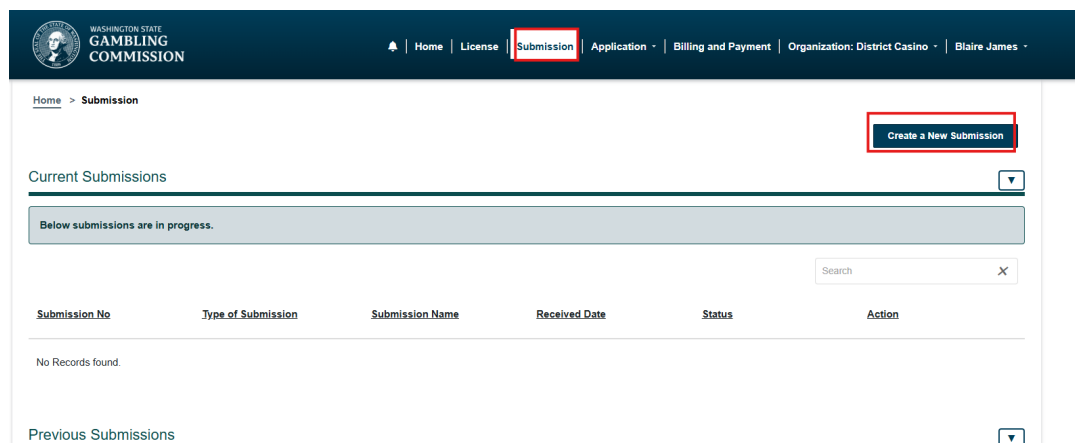 WASHINGTON STATE
GAMBLING
COMMISSION
Home | License | Submission | Application | Billing and Payment | Organization: District Casino | Blaire James
Home > Submission
Create a New Submission
Current Submissions
Below submissions are in progress.
Search
Submission No Type of Submission Submission Name Received Date Status Action
No Records found.
Previous Submissions